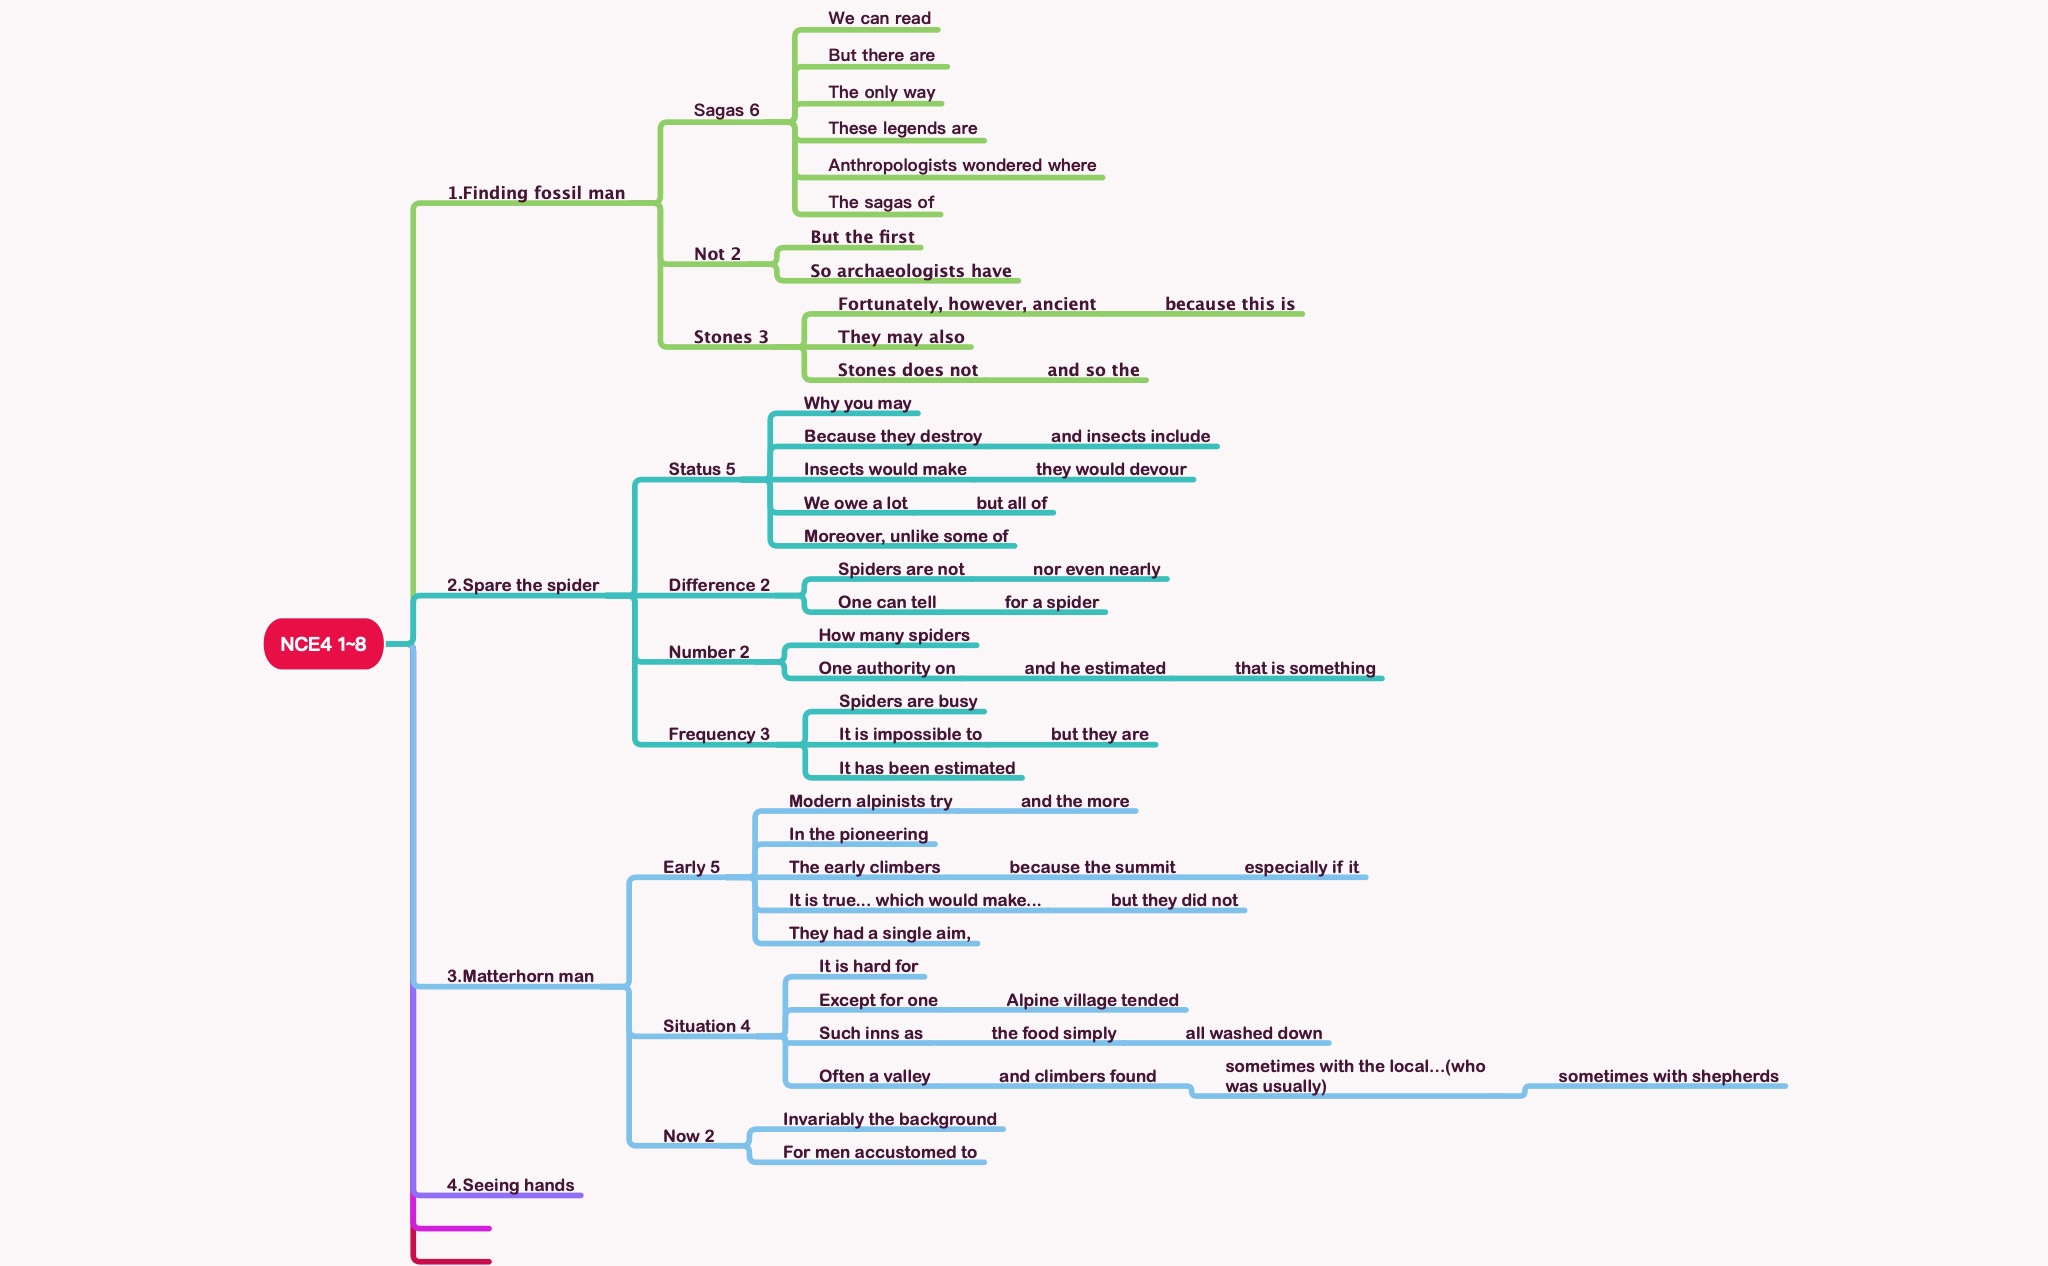 NCE4 1~8
1.Finding fossil man
Sagas 6
We can read
But there are
The only way
These legends are
Anthropologists wondered where
The sagas of
Not 2
But the first
So archaeologists have
Stones 3
Fortunately, however, ancient
because this is
They may also
Stones does not
and so the
2.Spare the spider
Status 5
Why you may
Because they destroy
and insects include
Insects would make
they would devour
We owe a lot
but all of
Moreover, unlike some of
Difference 2
Spiders are not
nor even nearly
One can tell
for a spider
Number 2
How many spiders
One authority on
and he estimated
that is something
Frequency 3
Spiders are busy
It is impossible to
but they are
It has been estimated
3.Matterhorn man
Early 5
Modern alpinists try
and the more
In the pioneering
The early climbers
because the summit
especially if it
It is true... which would make...
but they did not
They had a single aim,
Situation 4
It is hard for
Except for one
Alpine village tended
Such inns as
the food simply
all washed down
Often a valley
and climbers found
sometimes with the local...(who
was usually)
sometimes with shepherds
Now 2
Invariably the background
For men accustomed to
4.Seeing hands